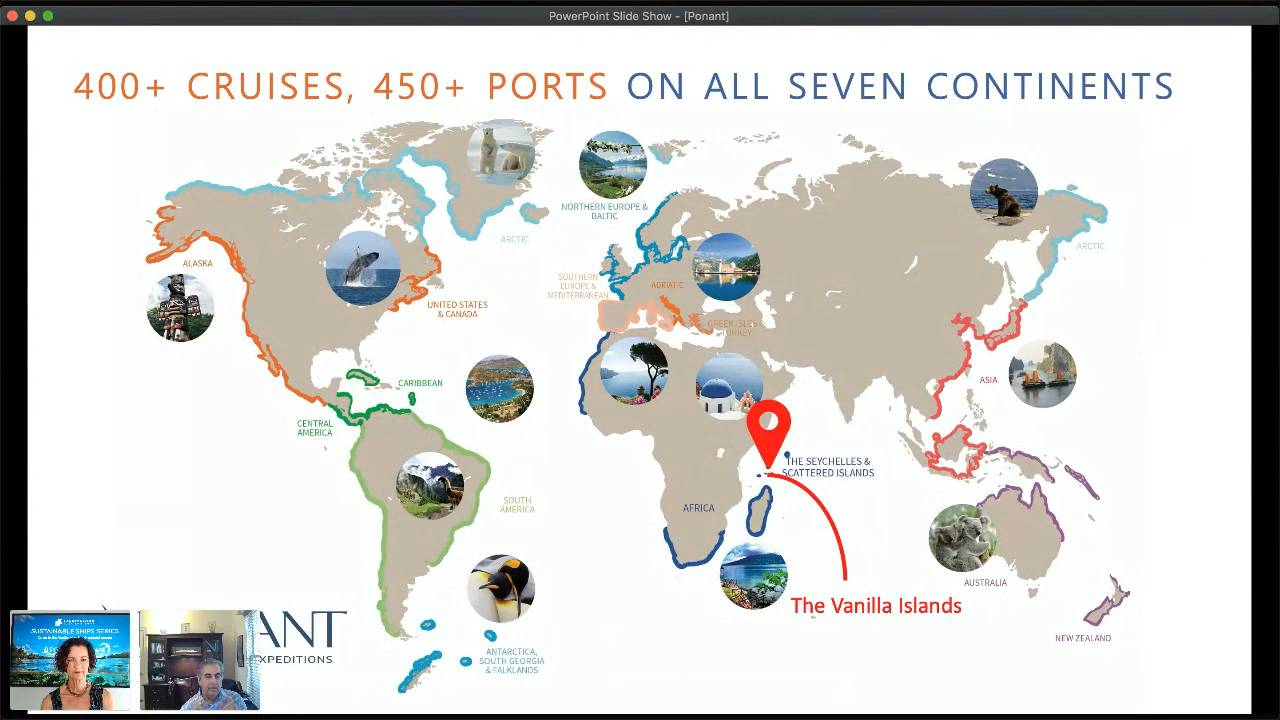 PowerPoint Slide Show - [Ponant]
400+ CRUISES, 450+ PORTS ON ALL SEVEN CONTINENTS
NORTHERN EUROPE &
BALTIC
ARCTIC
ARCTIC
ALASKA
SOUTHERN
EUROPE &
MEDITERRANEAN
ADRIATIC
UNITED STATES
& CANADA
GREEK ISLES &
TURKEY
ASIA
CARIBBEAN
CENTRAL
AMERICA
THE SEYCHELLES &
SCATTERED ISLANDS
SOUTH
AMERICA
AFRICA
AUSTRALIA
The Vanilla Islands
NEW ZEALAND
ANTARCTICA,
SOUTH GEORGIA
& FALKLANDS
ANT
EXPEDITIONS
SUSTAINABLE SHIPS SERIES